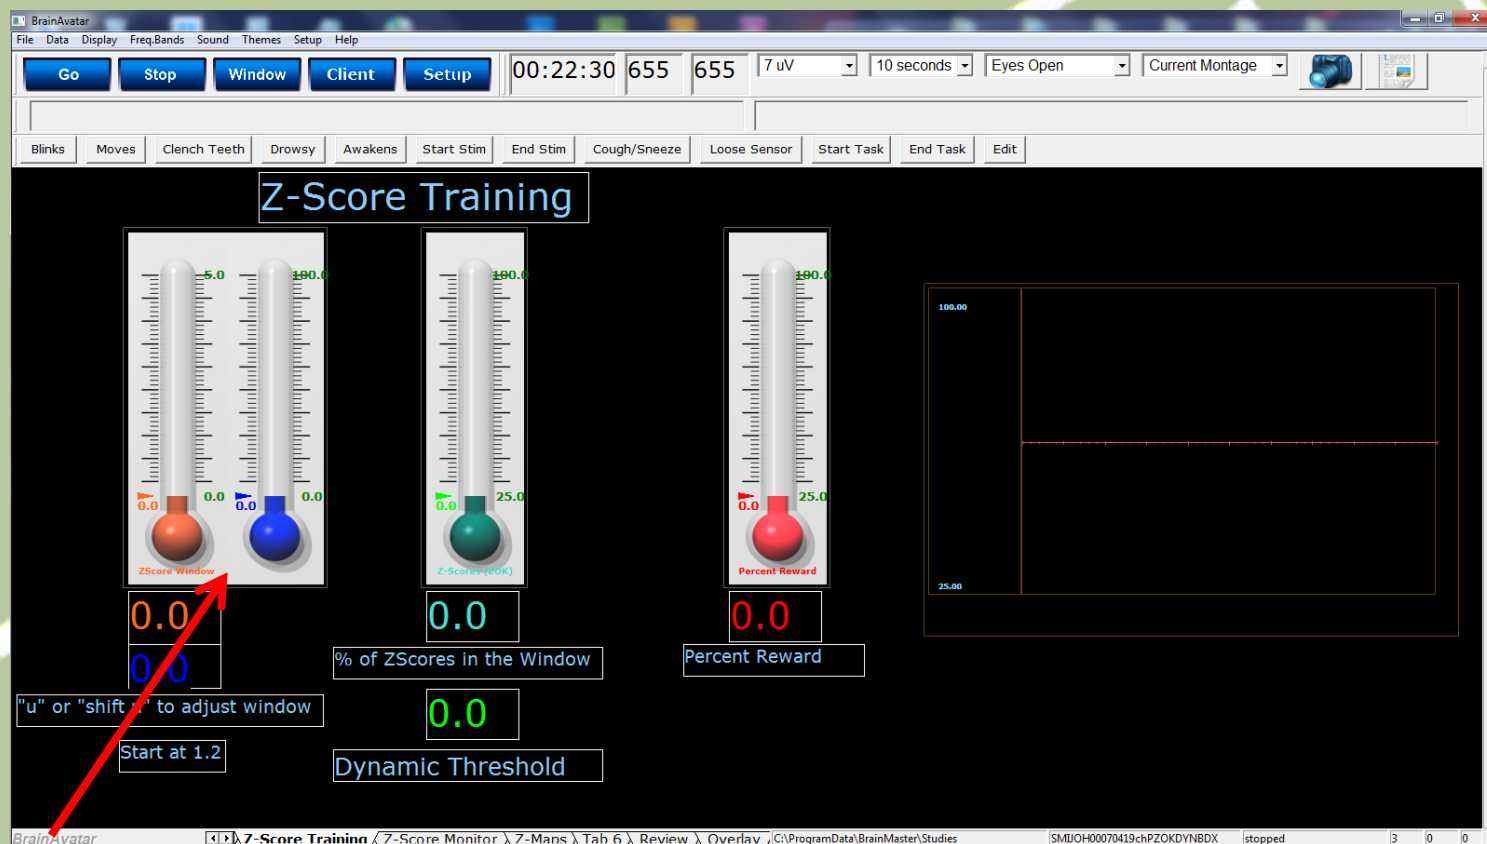 BrainAvatar
File Data Display Freq.Bands Sound Themes Setup Help
Go Stop Window Client Setup 00:22:30 655 655 7 uV 10 seconds Eyes Open Current Montage
Blinks Moves Clench Teeth Drowsy Awakens Start Stim End Stim Cough/Sneeze Loose Sensor Start Task End Task Edit
Z-Score Training
5.0 100.0 100.0 100.0
100.00
0.0 0.0 0.0 0.0 0.0 25.0 0.0 25.0
ZScore Window Z-Scores (ZOK) Percent Reward
25.00
0.0 0.0 0.0
0.0
% of ZScores in the Window
Percent Reward
"u" or "shift u" to adjust window
0.0
Start at 1.2
Dynamic Threshold
BrainAvatar Z-Score Training Z-Score Monitor Z-Maps Tab 6 Review Overlay C:\ProgramData\BrainMaster\Studies SMIJOH00070419chPZOKDYNBDX stopped 3 0 0